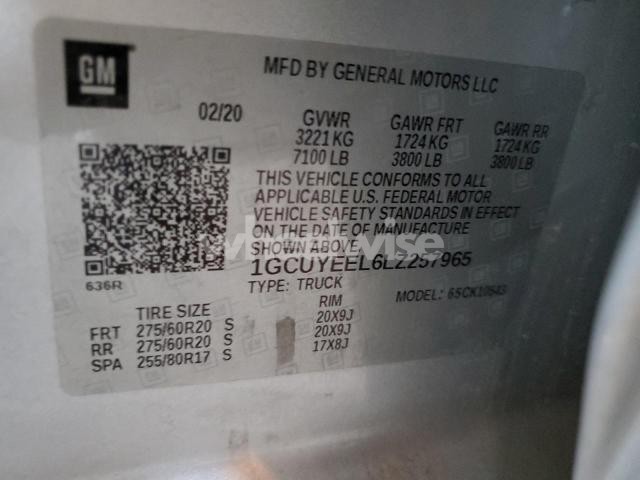 GM
MFD BY GENERAL MOTORS LLC
02/20
GVWR GAWR FRT GAWR RR
3221 KG 1724 KG 1724 KG
7100 LB 3800 LB 3800 LB
THIS VEHICLE CONFORMS TO ALL
APPLICABLE U.S. FEDERAL MOTOR
VEHICLE SAFETY STANDARDS IN EFFECT
ON THE DATE OF MANUFACTURE
SHOWN ABOVE.
1GCUYEEL6LZ257965
636R
TYPE: TRUCK MODEL:
TIRE SIZE RIM
FRT 275/60R20 S 20X9J
RR 275/60R20 S 20X9J
SPA 255/80R17 S 17X8J